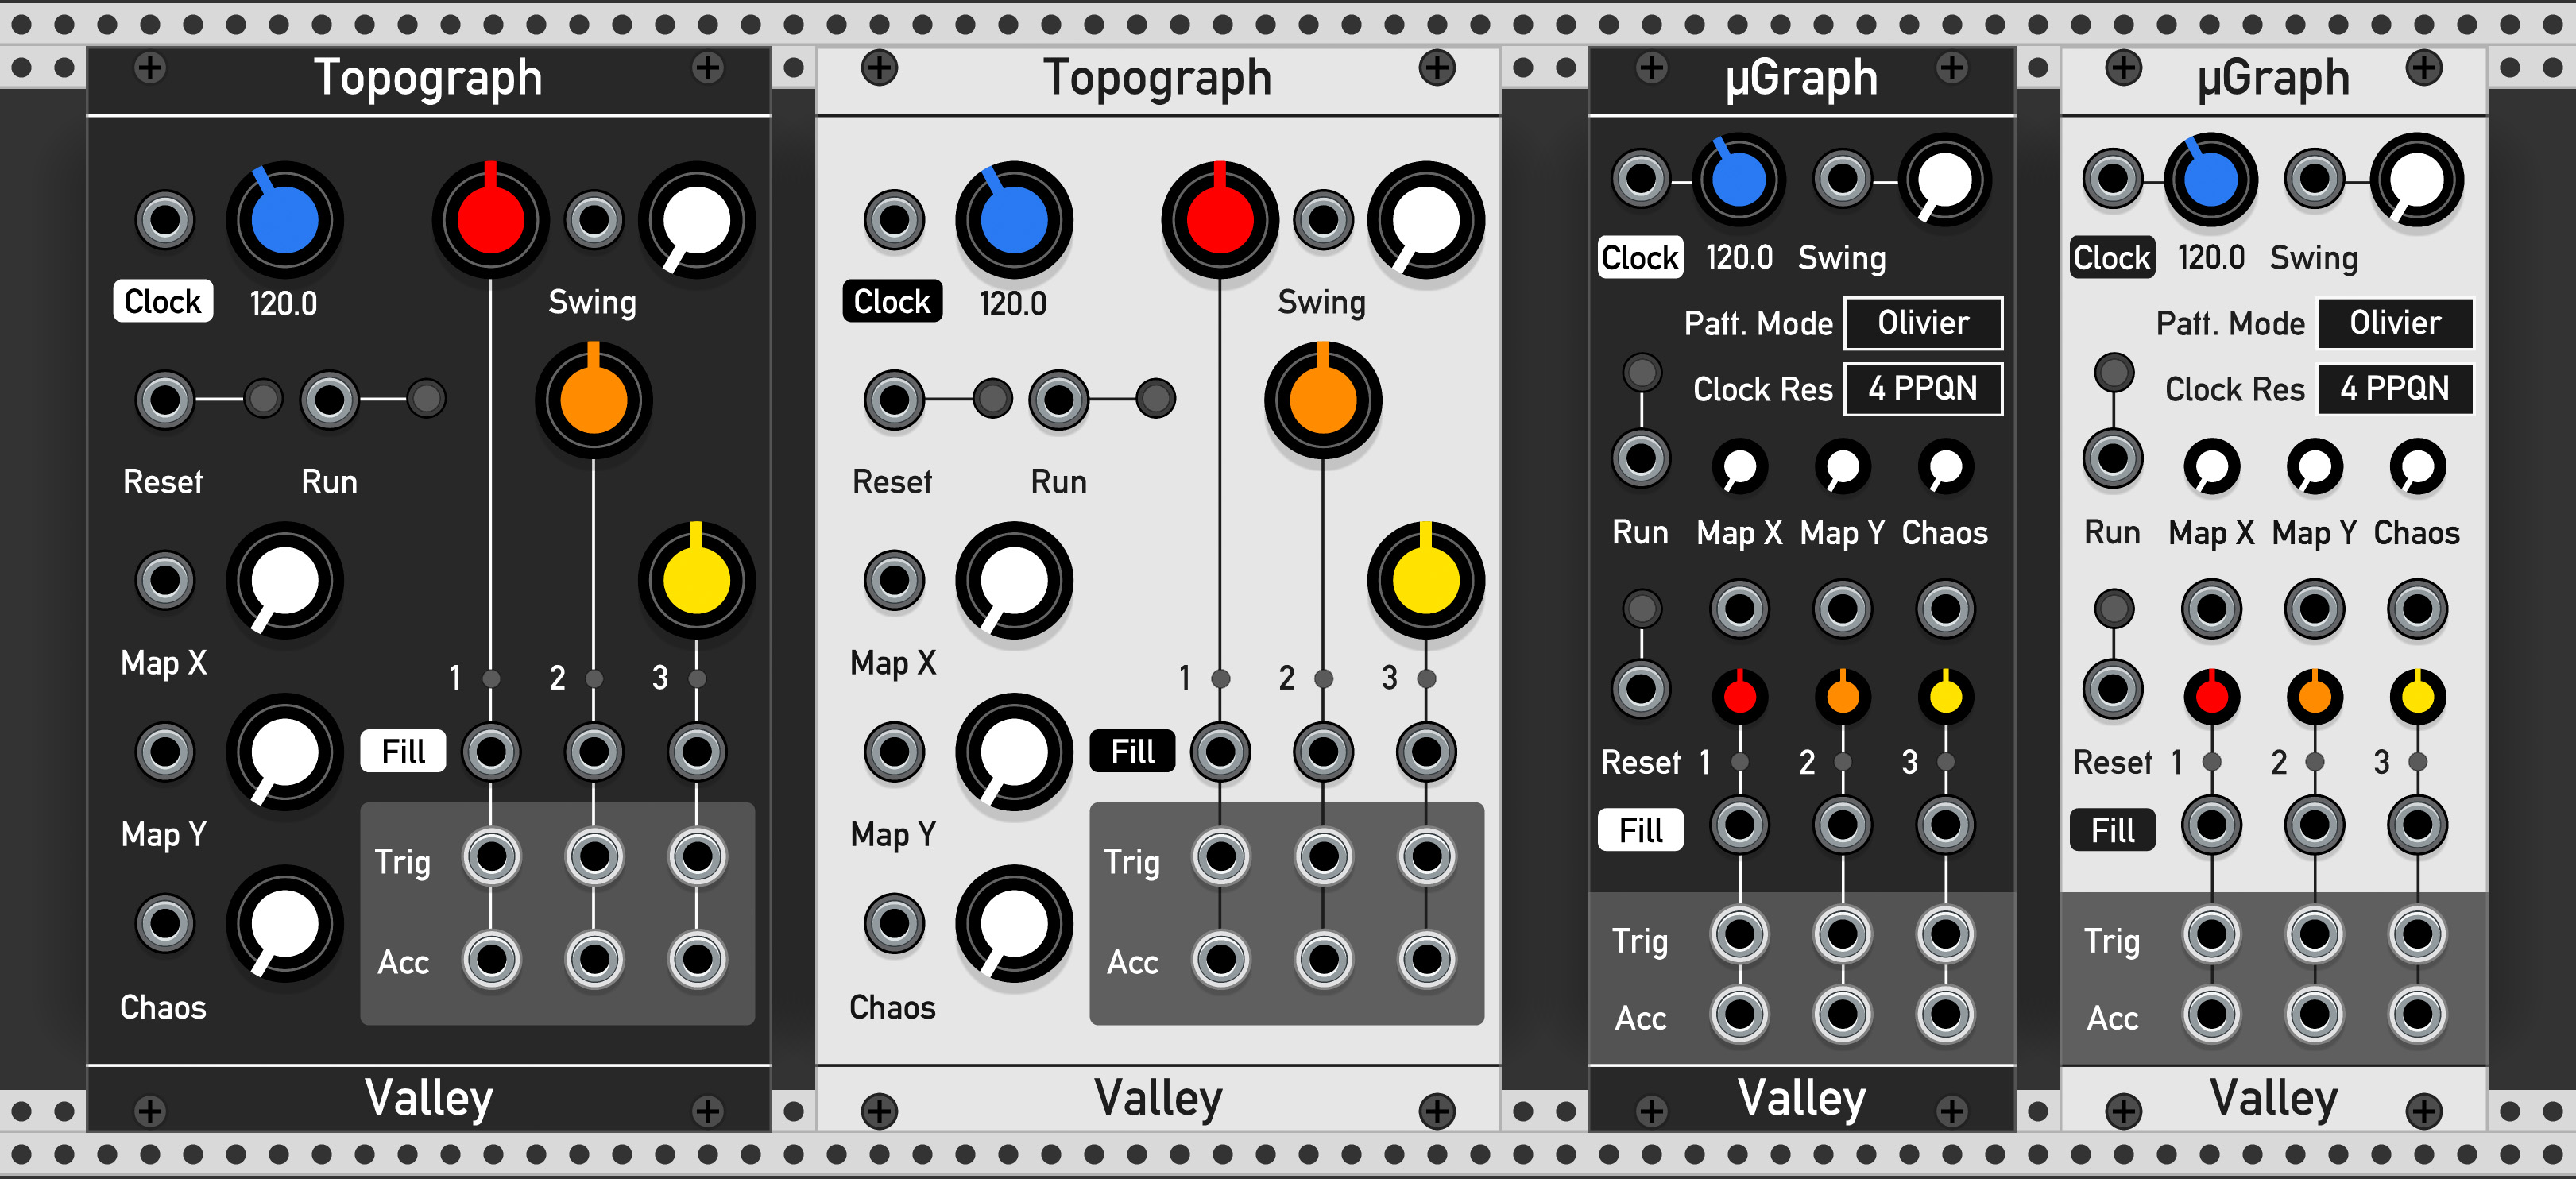 Topograph
Clock 120.0 Swing
Reset Run
Map X
1 2 3
Fill
Map Y
Trig
Acc
Chaos
Valley
Topograph
Clock 120.0 Swing
Reset Run
Map X
1 2 3
Fill
Map Y
Trig
Acc
Chaos
Valley
µGraph
Clock 120.0 Swing
Patt. Mode Olivier
Clock Res 4 PPQN
Run Map X Map Y Chaos
Reset 1 2 3
Fill
Trig
Acc
Valley
µGraph
Clock 120.0 Swing
Patt. Mode Olivier
Clock Res 4 PPQN
Run Map X Map Y Chaos
Reset 1 2 3
Fill
Trig
Acc
Valley